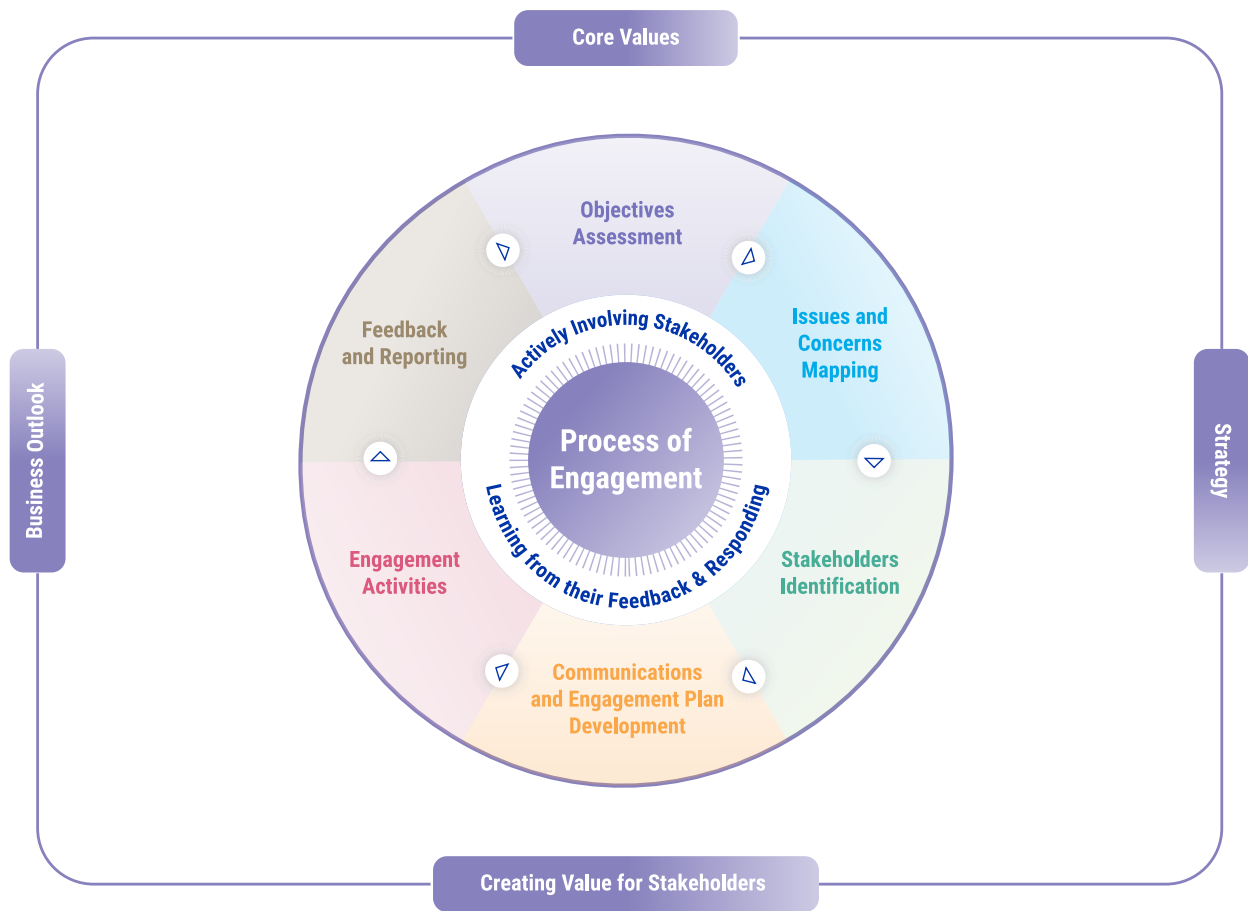 Core Values
Objectives
Assessment
Issues and
Concerns
Mapping
Stakeholders
Identification
Communications
and Engagement Plan
Development
Engagement
Activities
Feedback
and Reporting
Actively Involving Stakeholders
Process of
Engagement
Learning from their Feedback & Responding
Business Outlook
Strategy
Creating Value for Stakeholders